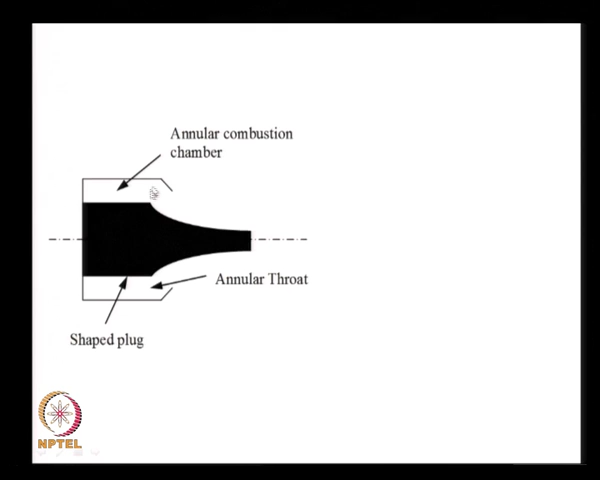 Annular combustion
chamber
Annular Throat
Shaped plug
NPTEL